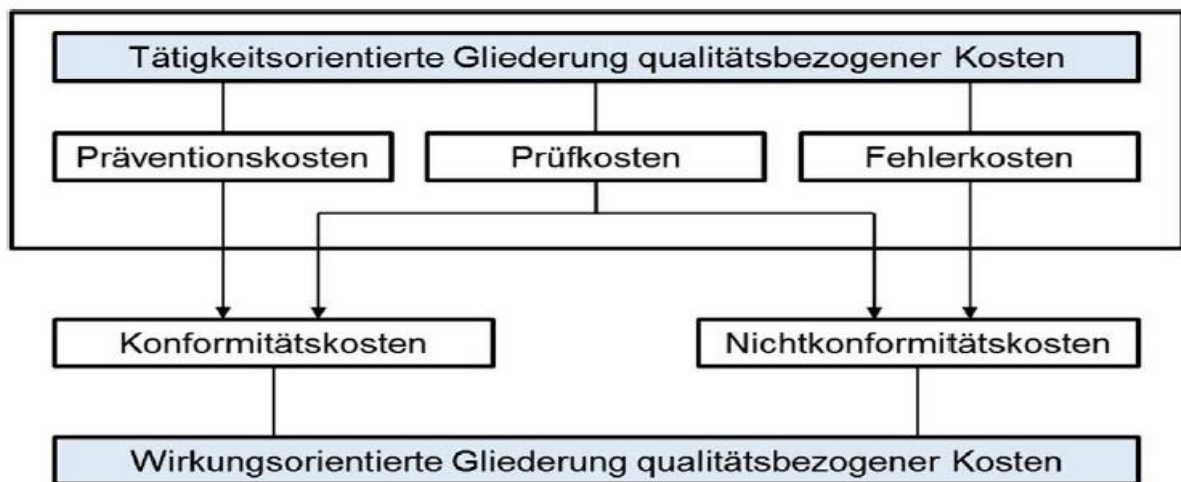 Tätigkeitsorientierte Gliederung qualitätsbezogener Kosten
Präventionskosten
Prüfkosten
Fehlerkosten
Konformitätskosten
Nichtkonformitätskosten
Wirkungsorientierte Gliederung qualitätsbezogener Kosten